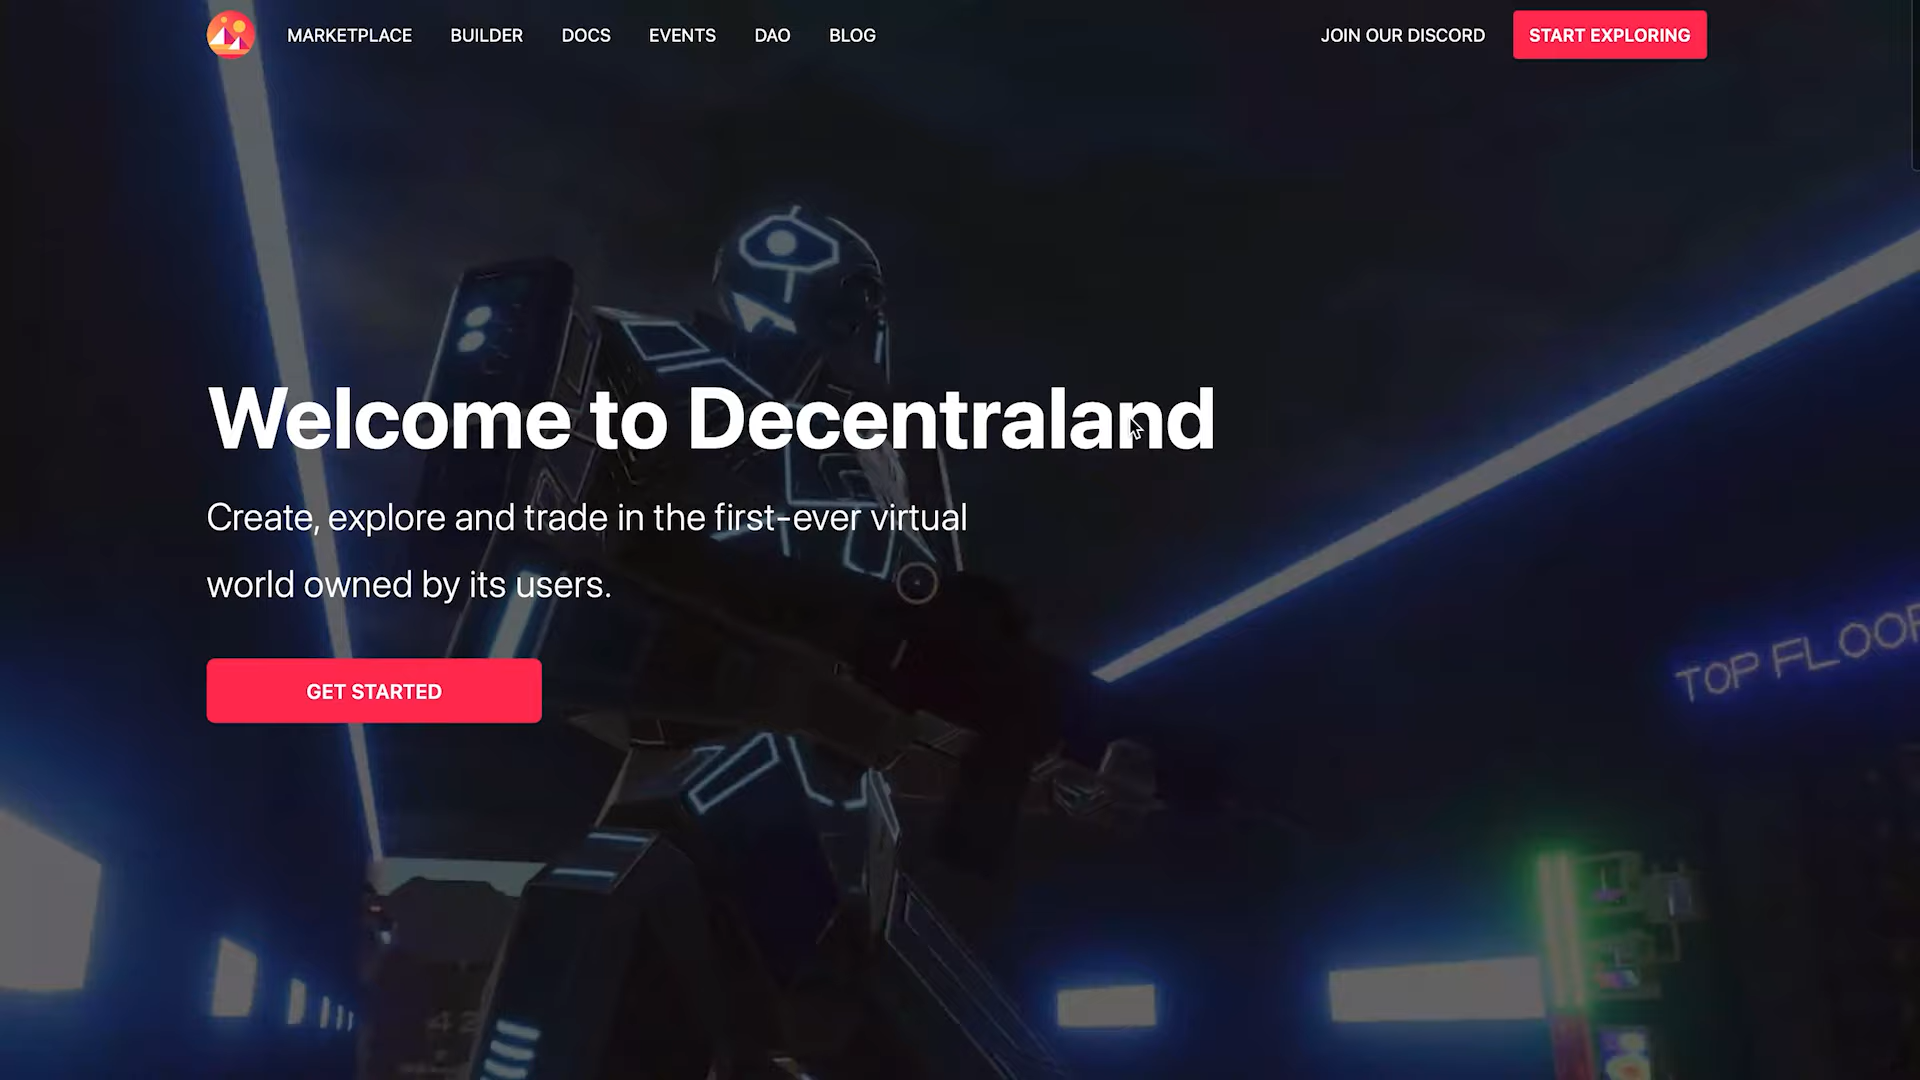 MARKETPLACE BUILDER DOCS EVENTS DAO BLOG JOIN OUR DISCORD START EXPLORING
Welcome to Decentraland
Create, explore and trade in the first-ever virtual
world owned by its users.
TOP FLOOR
GET STARTED
42